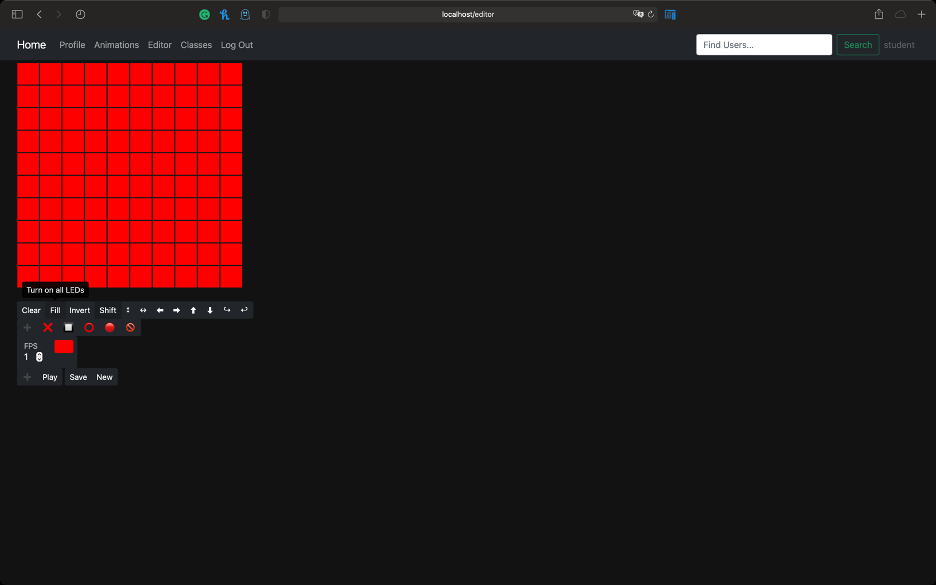 localhost/editor
Home Profile Animations Editor Classes Log Out Find Users... Search student
Turn on all LEDs
Clear Fill Invert Shift
FPS
1
Play Save New